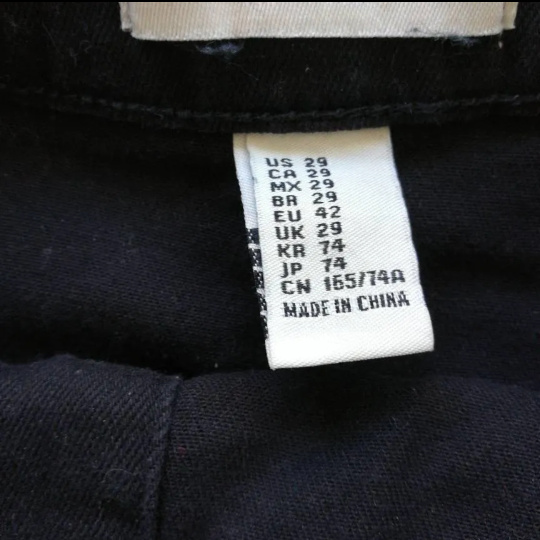 US 29
CA 29
MX 29
BR 29
EU 42
UK 29
KR 74
JP 74
CN 165/74A
MADE IN CHINA